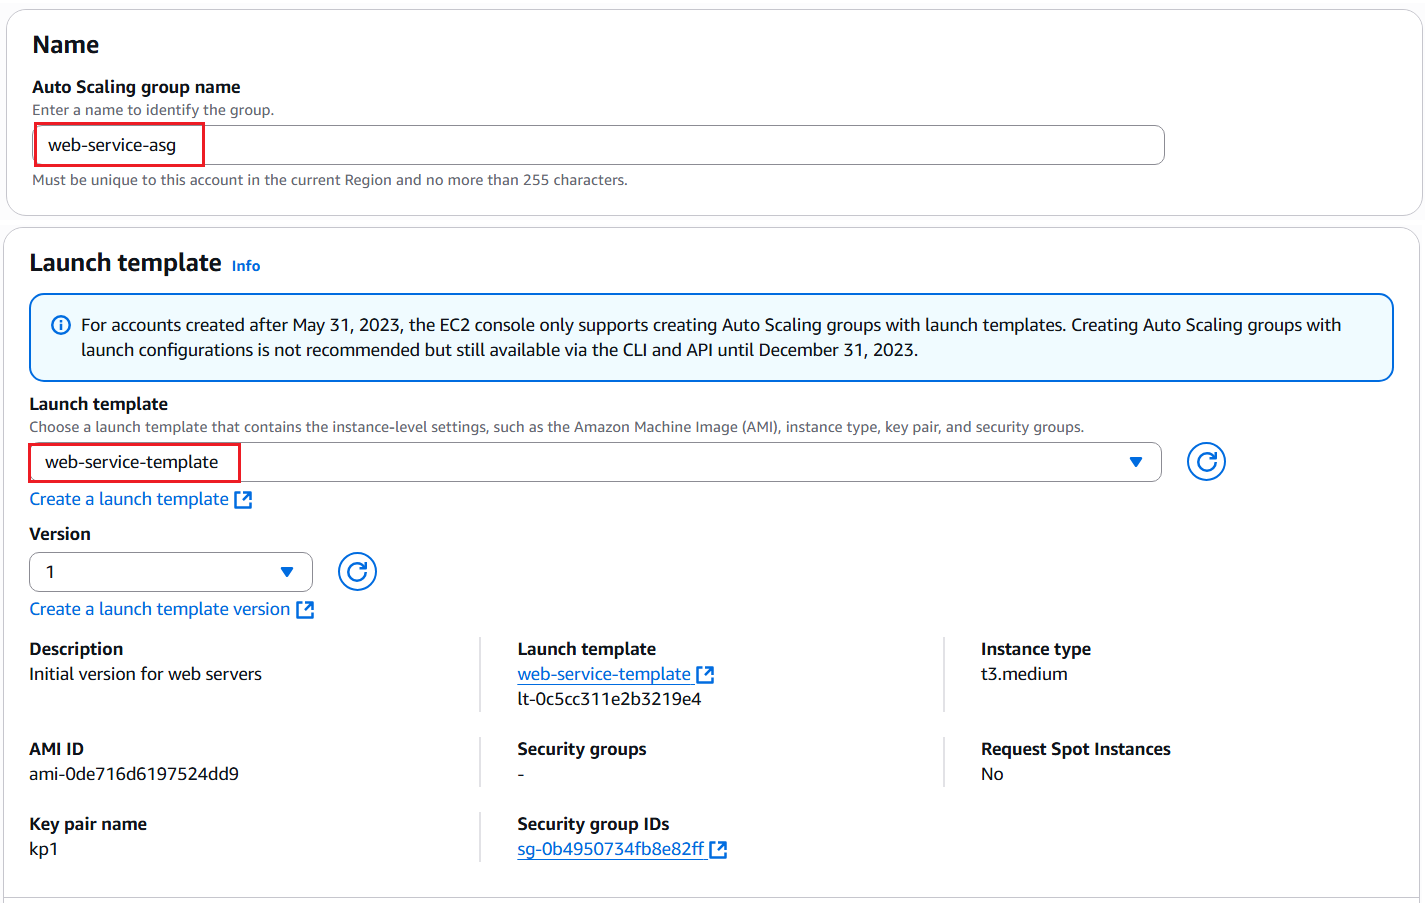 Name
Auto Scaling group name
Enter a name to identify the group.
web-service-asg
Must be unique to this account in the current Region and no more than 255 characters.
Launch template Info
For accounts created after May 31, 2023, the EC2 console only supports creating Auto Scaling groups with launch templates. Creating Auto Scaling groups with
launch configurations is not recommended but still available via the CLI and API until December 31, 2023.
Launch template
Choose a launch template that contains the instance-level settings, such as the Amazon Machine Image (AMI), instance type, key pair, and security groups.
web-service-template
Create a launch template
Version
1
Create a launch template version
Description
Initial version for web servers
Launch template
web-service-template
lt-0c5cc311e2b3219e4
Instance type
t3.medium
AMI ID
ami-0de716d6197524dd9
Security groups
-
Request Spot Instances
No
Key pair name
kp1
Security group IDs
sg-0b4950734fb8e82ff